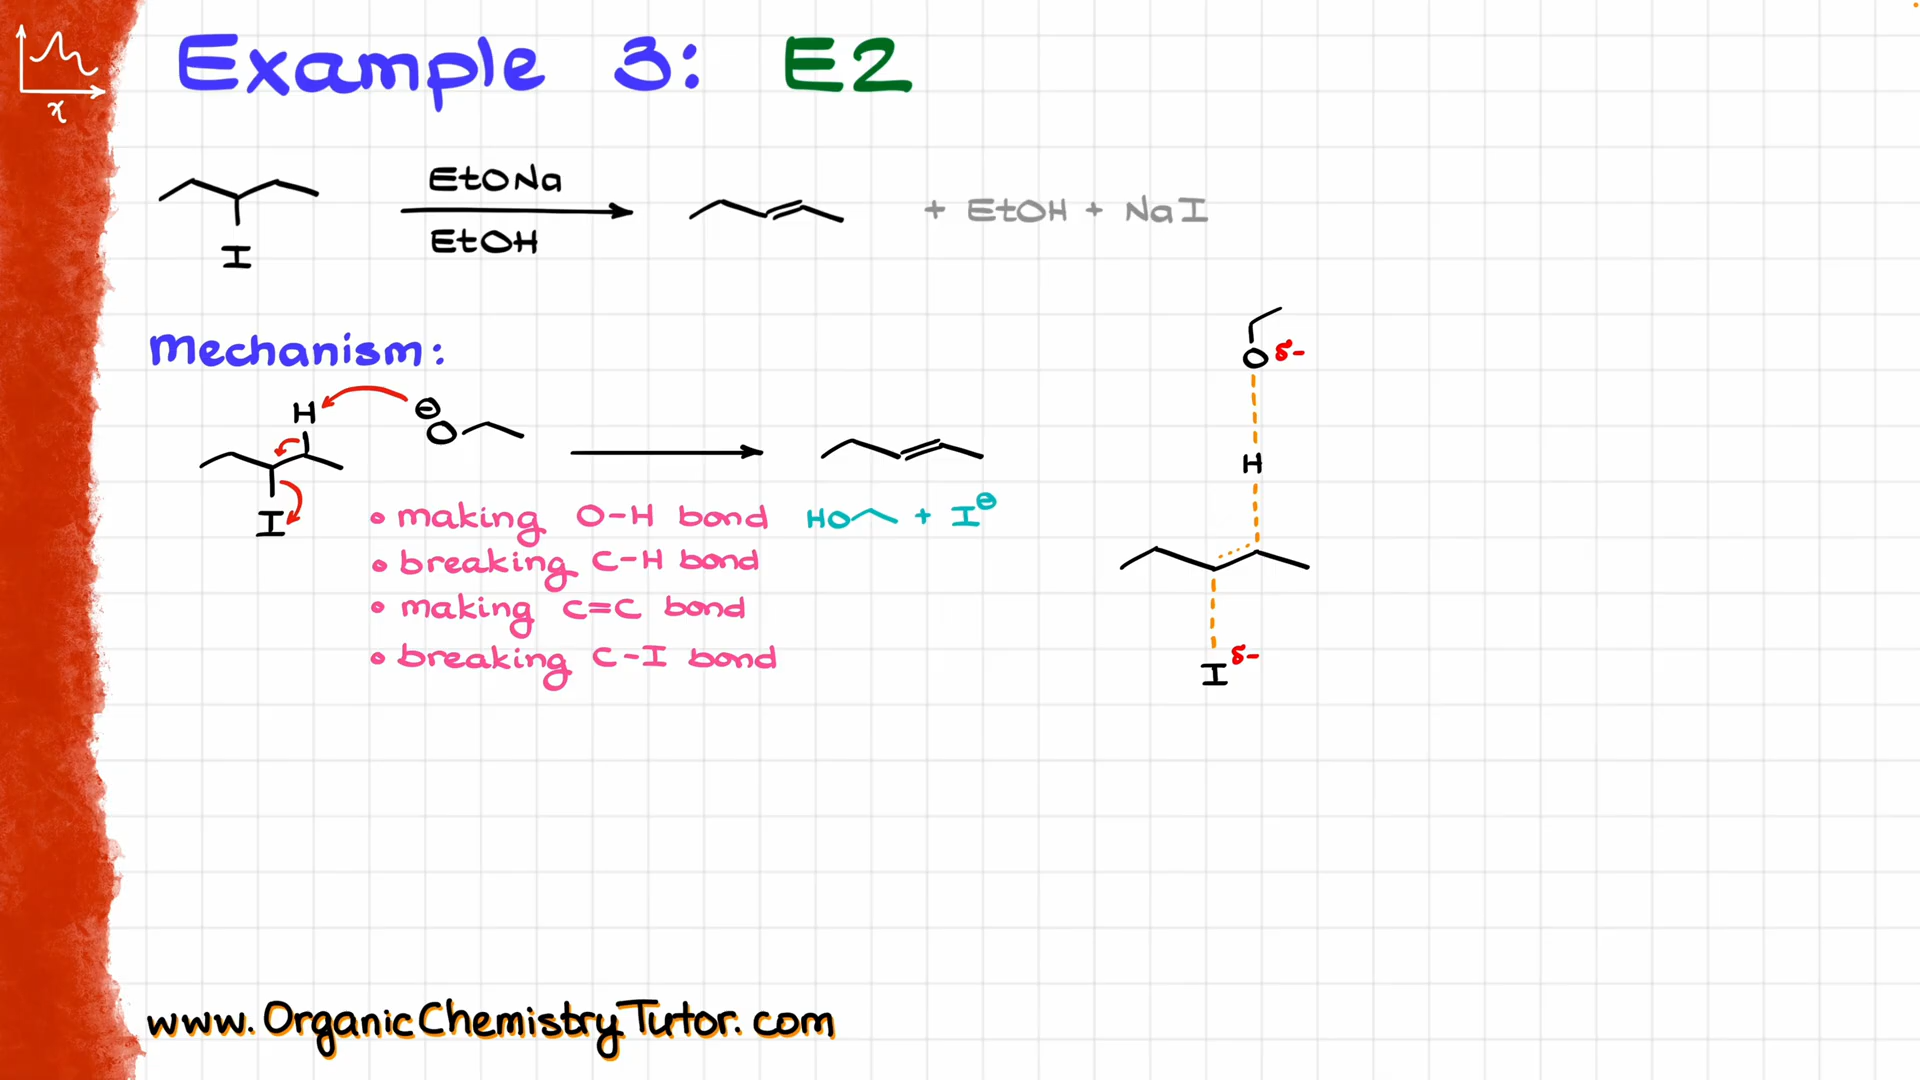 x
Example 3: E2
I
EtONa
EtOH
+ EtOH + NaI
Mechanism:
H
⊖
O
I
• making O-H bond
• breaking C-H bond
• making C=C bond
• breaking C-I bond
HO + I⊖
O δ-
H
I δ-
www.OrganicChemistryTutor.com